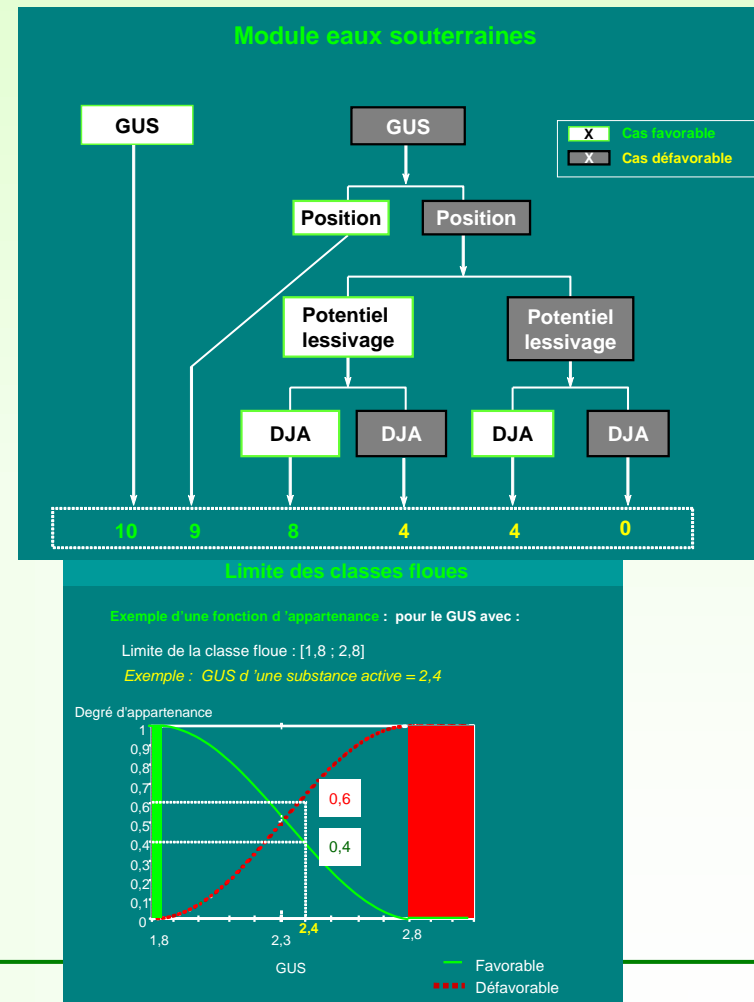 Module eaux souterraines
GUS
GUS
X Cas favorable
X Cas défavorable
Position
Position
Potentiel
lessivage
Potentiel
lessivage
DJA
DJA
DJA
DJA
10 9 8 4 4 0
Limite des classes floues
Exemple d'une fonction d 'appartenance : pour le GUS avec :
Limite de la classe floue : [1,8 ; 2,8]
Exemple : GUS d 'une substance active = 2,4
Degré d'appartenance
1
0,9
0,8
0,7
0,6
0,5
0,4
0,3
0,2
0,1
0
0,6
0,4
1,8
2,3
2,4
2,8
GUS
Favorable
Défavorable